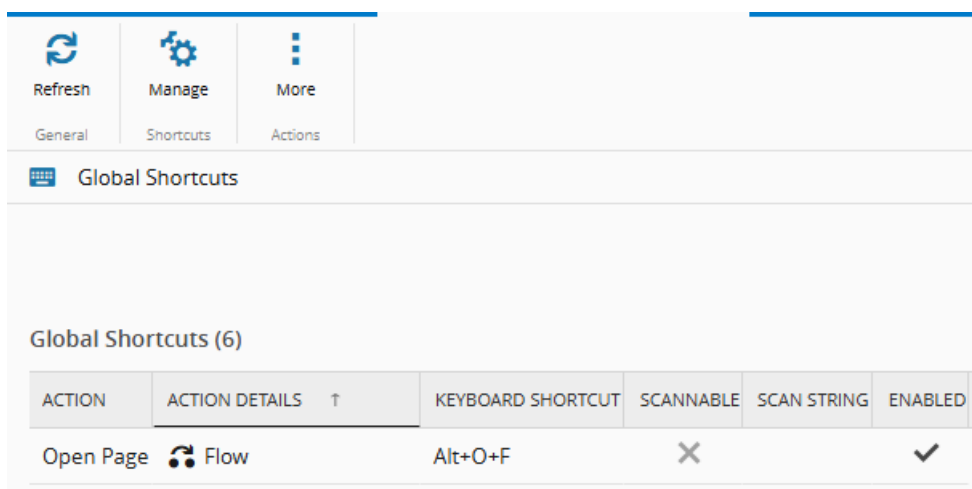 Refresh Manage More
General Shortcuts Actions
Global Shortcuts
Global Shortcuts (6)
ACTION ACTION DETAILS ↑ KEYBOARD SHORTCUT SCANNABLE SCAN STRING ENABLED
Open Page Flow Alt+O+F